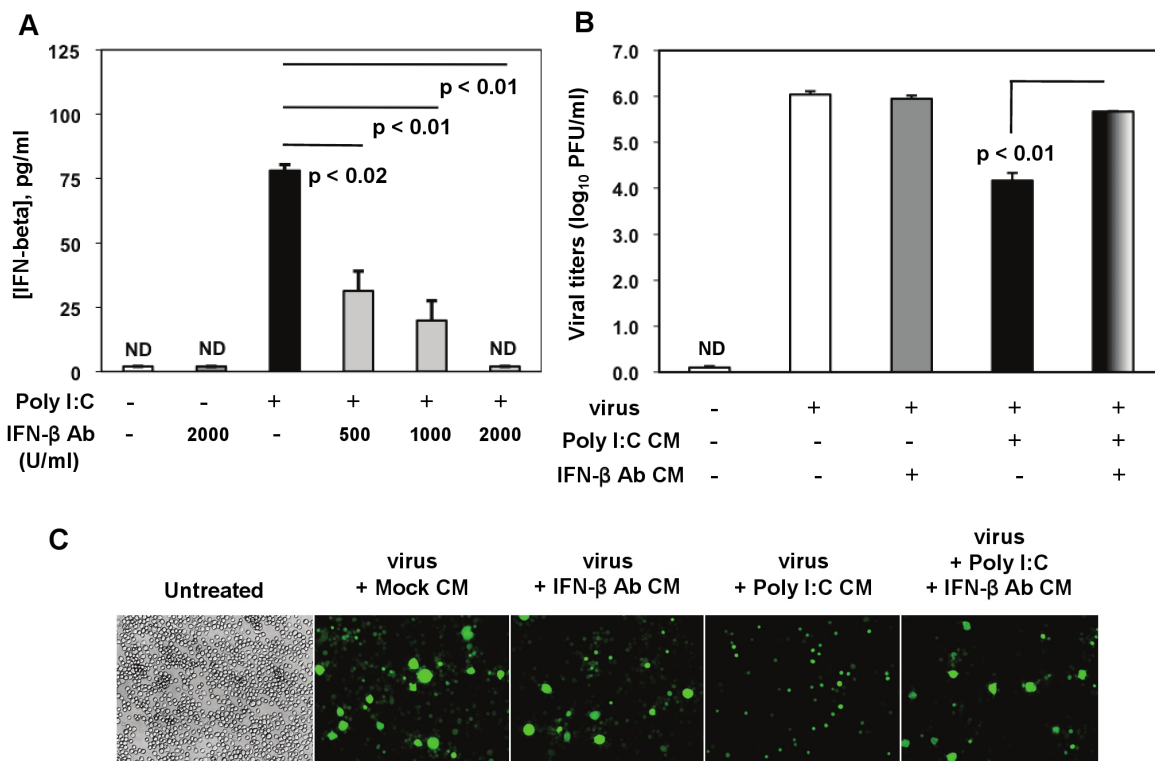 A
[IFN-beta], pg/ml
125
100
75
50
25
0
p < 0.01
p < 0.01
p < 0.02
ND
ND
ND
Poly I:C - - + + + +
IFN-β Ab - 2000 - 500 1000 2000
(U/ml)
B
Viral titers (log10 PFU/ml)
7.0
6.0
5.0
4.0
3.0
2.0
1.0
0.0
p < 0.01
ND
virus - + + + +
Poly I:C CM - - - + +
IFN-β Ab CM - - + - +
C
Untreated
virus
+ Mock CM
virus
+ IFN-β Ab CM
virus
+ Poly I:C CM
virus
+ Poly I:C
+ IFN-β Ab CM